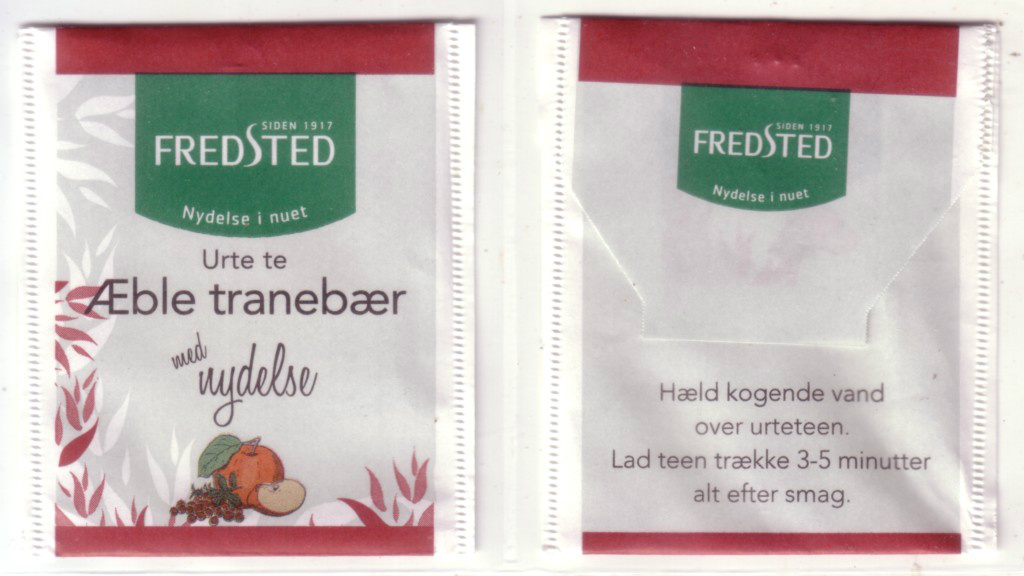 SIDEN 1917
FREDSTED
Nydelse i nuet
Urte te
Æble tranebær
med
nydelse
SIDEN 1917
FREDSTED
Nydelse i nuet
Hæld kogende vand
over urteteen.
Lad teen trække 3-5 minutter
alt efter smag.